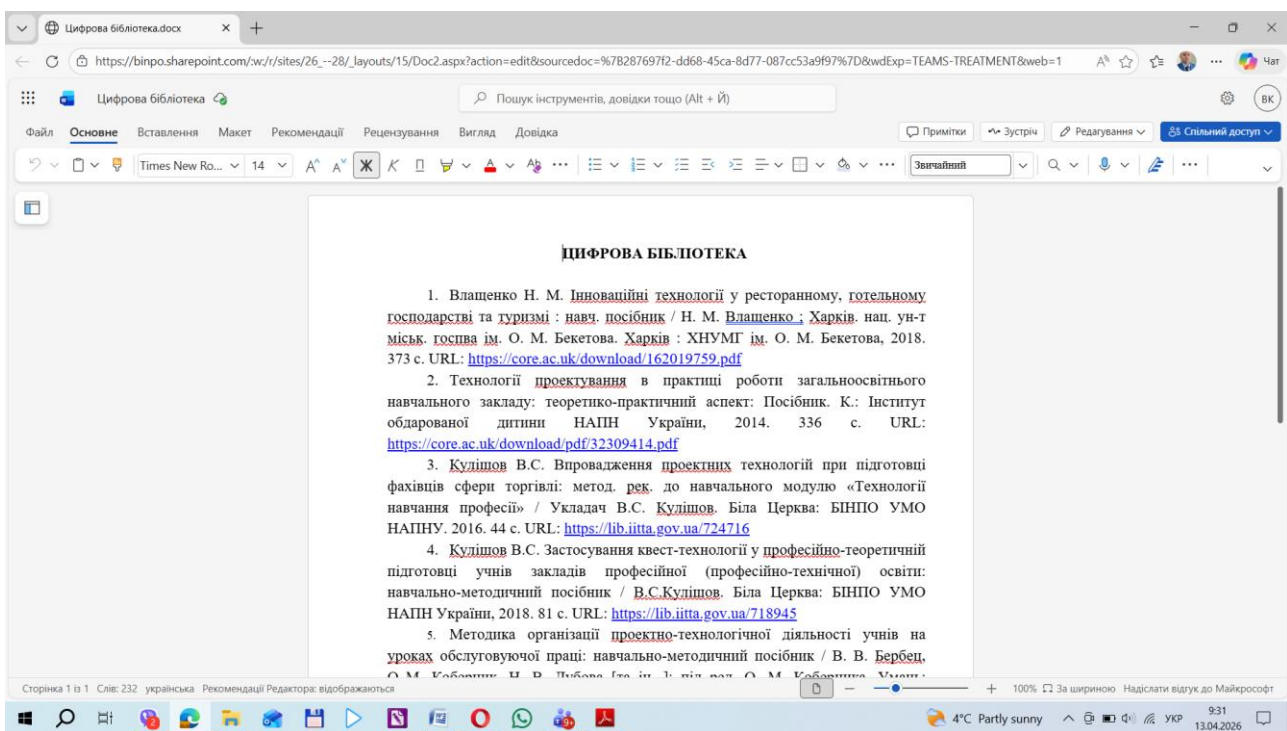 Цифрова бібліотека.docx
https://binpo.sharepoint.com/:w:/r/sites/26_--28/_layouts/15/Doc2.aspx?action=edit&sourcedoc=%7B287697f2-dd68-45ca-8d77-087cc53a9f97%7D&wdExp=TEAMS-TREATMENT&web=1
Чат
Цифрова бібліотека
Пошук інструментів, довідки тощо (Alt + Й)
ВК
Файл Основне Вставлення Макет Рекомендації Рецензування Вигляд Довідка
Примітки Зустріч Редагування Спільний доступ
Times New Ro... 14 Ж К П Звичайний
ЦИФРОВА БІБЛІОТЕКА
1. Влащенко Н. М. Інноваційні технології у ресторанному, готельному
господарстві та туризмі : навч. посібник / Н. М. Влащенко ; Харків. нац. ун-т
міськ. госпва ім. О. М. Бекетова. Харків : ХНУМГ ім. О. М. Бекетова, 2018.
373 с. URL: https://core.ac.uk/download/162019759.pdf
2. Технології проектування в практиці роботи загальноосвітнього
навчального закладу: теоретико-практичний аспект: Посібник. К.: Інститут
обдарованої дитини НАПН України, 2014. 336 с. URL:
https://core.ac.uk/download/pdf/32309414.pdf
3. Кулішов В.С. Впровадження проектних технологій при підготовці
фахівців сфери торгівлі: метод. рек. до навчального модулю «Технології
навчання професії» / Укладач В.С. Кулішов. Біла Церква: БІНПО УМО
НАПНУ. 2016. 44 с. URL: https://lib.iitta.gov.ua/724716
4. Кулішов В.С. Застосування квест-технології у професійно-теоретичній
підготовці учнів закладів професійної (професійно-технічної) освіти:
навчально-методичний посібник / В.С.Кулішов. Біла Церква: БІНПО УМО
НАПН України, 2018. 81 с. URL: https://lib.iitta.gov.ua/718945
5. Методика організації проектно-технологічної діяльності учнів на
уроках обслуговуючої праці: навчально-методичний посібник / В. В. Бербец,
Сторінка 1 із 1 Слів: 232 українська Рекомендації Редактора: відображаються
100% За шириною Надіслати відгук до Майкрософт
4°C Partly sunny УКР 9:31
13.04.2026